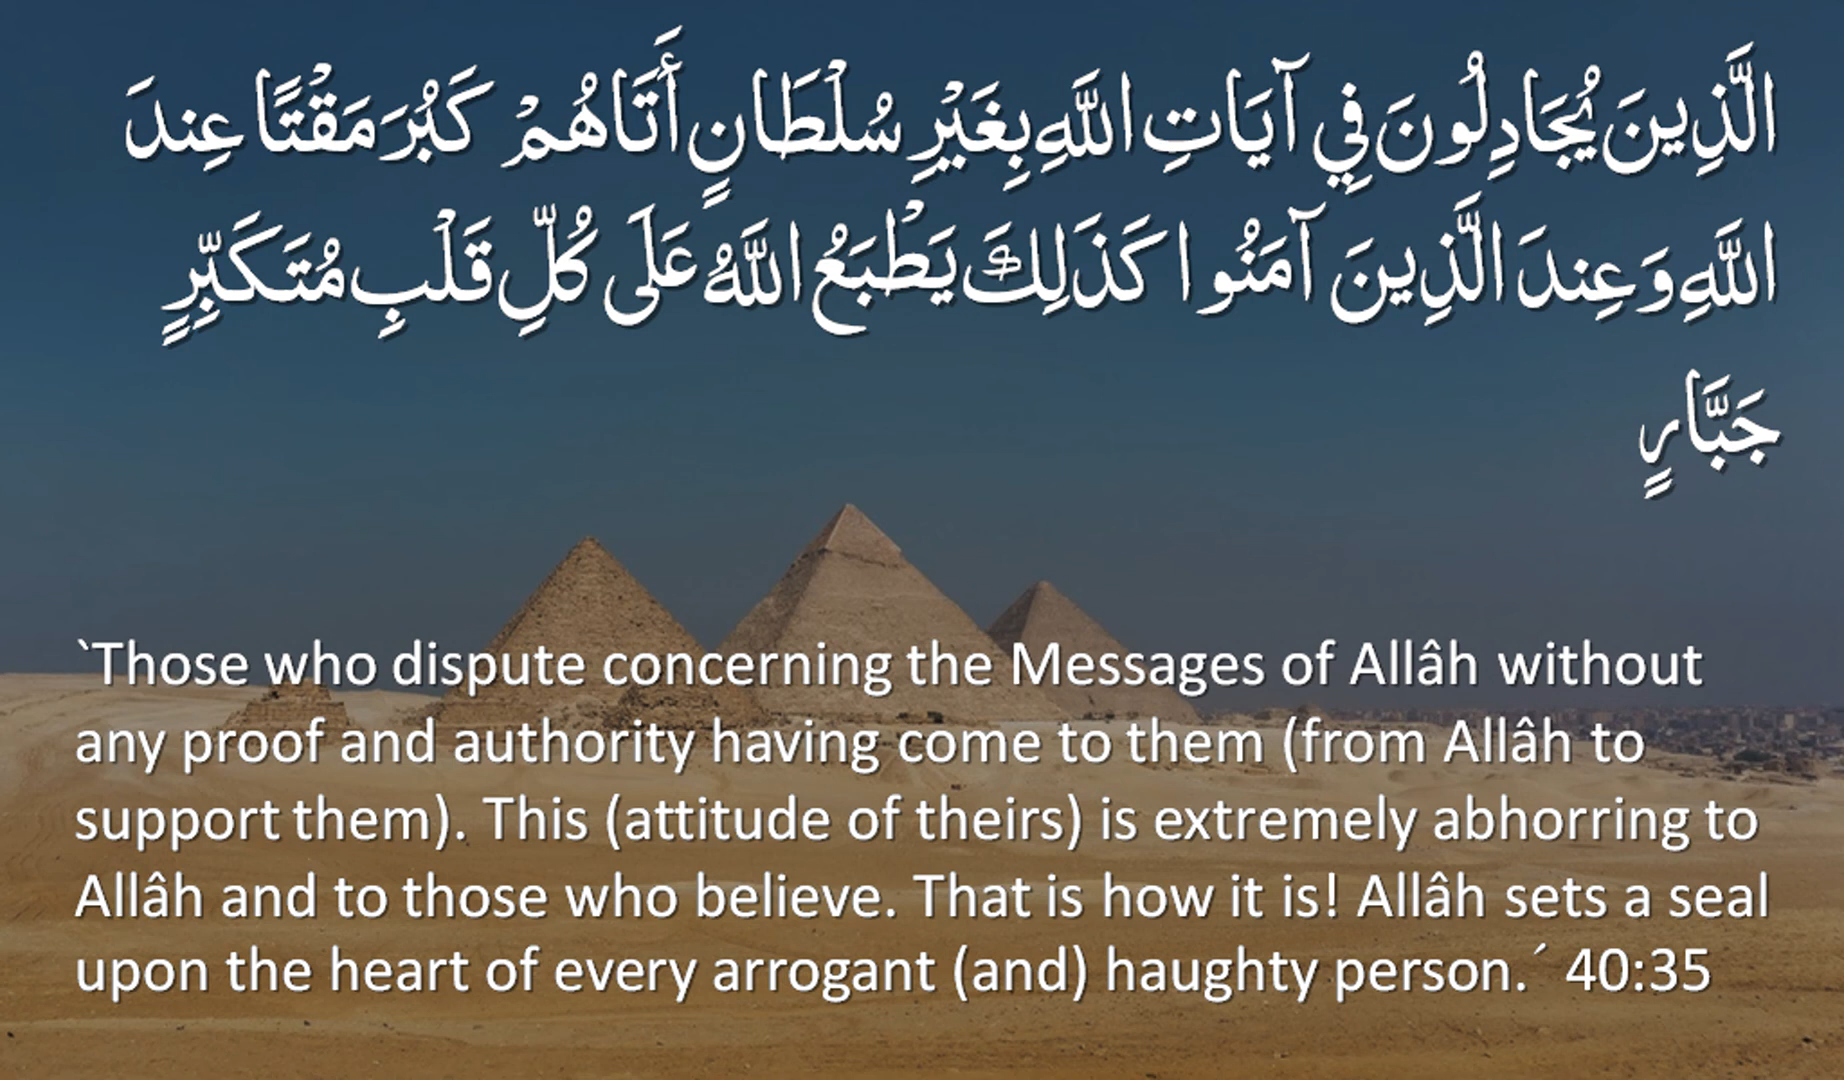 الَّذِينَ يُجَادِلُونَ فِي آيَاتِ اللَّهِ بِغَيْرِ سُلْطَانٍ أَتَاهُمْ كَبُرَ مَقْتًا عِندَ
اللَّهِ وَعِندَ الَّذِينَ آمَنُوا كَذَلِكَ يَطْبَعُ اللَّهُ عَلَى كُلِّ قَلْبِ مُتَكَبِّرٍ
جَبَّارٍ
`Those who dispute concerning the Messages of Allâh without
any proof and authority having come to them (from Allâh to
support them). This (attitude of theirs) is extremely abhorring to
Allâh and to those who believe. That is how it is! Allâh sets a seal
upon the heart of every arrogant (and) haughty person.´ 40:35